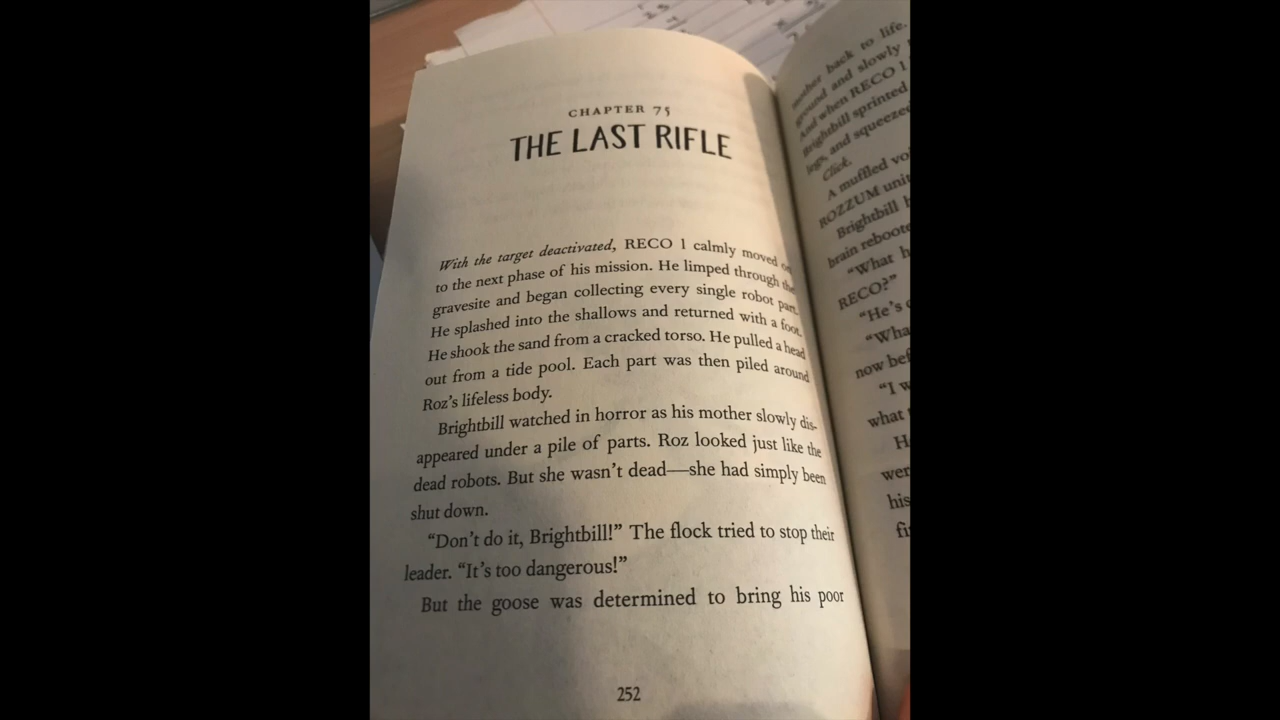 CHAPTER 75
THE LAST RIFLE
With the target deactivated, RECO 1 calmly moved on
to the next phase of his mission. He limped through the
gravesite and began collecting every single robot part.
He splashed into the shallows and returned with a foot.
He shook the sand from a cracked torso. He pulled a head
out from a tide pool. Each part was then piled around
Roz’s lifeless body.
Brightbill watched in horror as his mother slowly dis-
appeared under a pile of parts. Roz looked just like the
dead robots. But she wasn’t dead—she had simply been
shut down.
“Don’t do it, Brightbill!” The flock tried to stop their
leader. “It’s too dangerous!”
But the goose was determined to bring his poor
252
mother back to life.
ground and slowly
And when RECO 1
Brightbill sprinted
legs, and squeezed
Click.
A muffled
ROZZUM unit
Brightbill
brain
“What
RECO?”
“He’s
now
“I
what
his